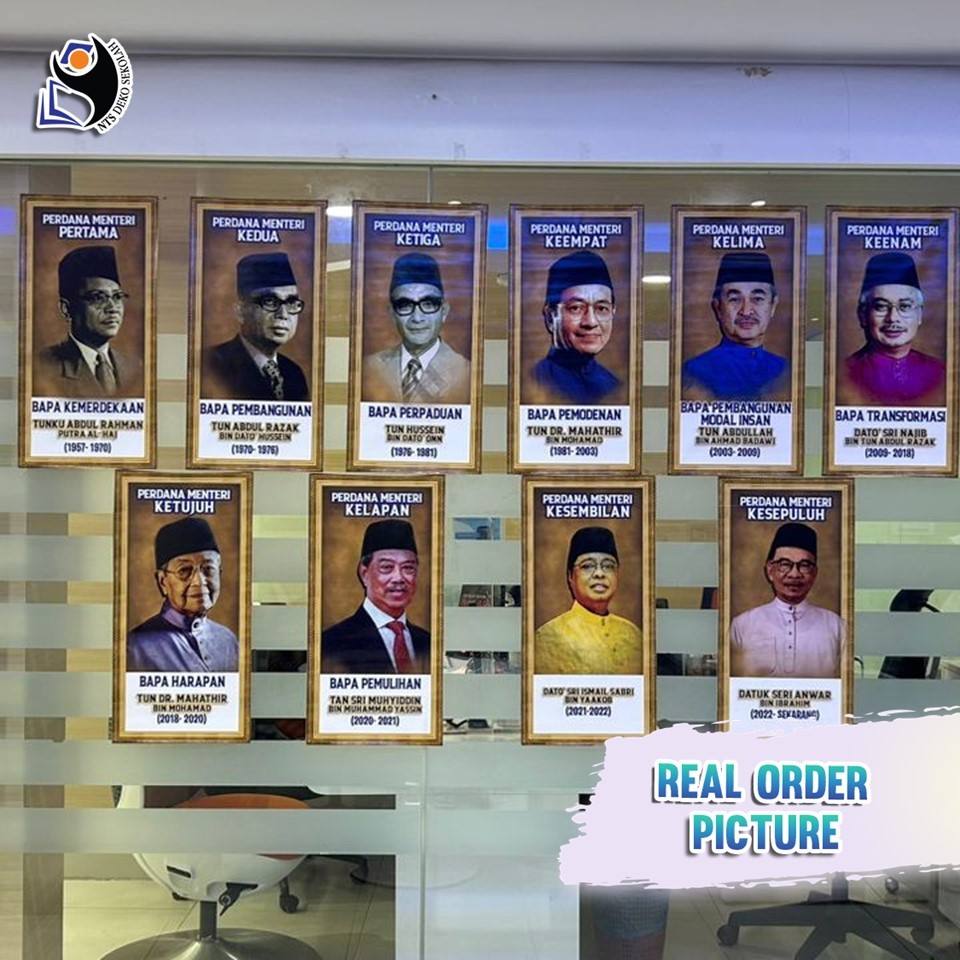 NTS DEKO SEKOLAH
PERDANA MENTERI
PERTAMA
BAPA KEMERDEKAAN
TUNKU ABDUL RAHMAN
PUTRA AL-HAJ
(1957- 1970)
PERDANA MENTERI
KEDUA
BAPA PEMBANGUNAN
TUN ABDUL RAZAK
BIN DATO' HUSSEIN
(1970- 1976)
PERDANA MENTERI
KETIGA
BAPA PERPADUAN
TUN HUSSEIN
BIN DATO' ONN
(1976- 1981)
PERDANA MENTERI
KEEMPAT
BAPA PEMODENAN
TUN DR. MAHATHIR
BIN MOHAMAD
(1981- 2003)
PERDANA MENTERI
KELIMA
BAPA PEMBANGUNAN
MODAL INSAN
TUN ABDULLAH
BIN AHMAD BADAWI
(2003- 2009)
PERDANA MENTERI
KEENAM
BAPA TRANSFORMASI
DATO' SRI NAJIB
BIN TUN ABDUL RAZAK
(2009- 2018)
PERDANA MENTERI
KETUJUH
BAPA HARAPAN
TUN DR. MAHATHIR
BIN MOHAMAD
(2018- 2020)
PERDANA MENTERI
KELAPAN
BAPA PEMULIHAN
TAN SRI MUHYIDDIN
BIN MUHAMMAD YASSIN
(2020- 2021)
PERDANA MENTERI
KESEMBILAN
DATO' SRI ISMAIL SABRI
BIN YAAKOB
(2021-2022)
PERDANA MENTERI
KESEPULUH
DATUK SERI ANWAR
BIN IBRAHIM
(2022- SEKARANG)
REAL ORDER
PICTURE